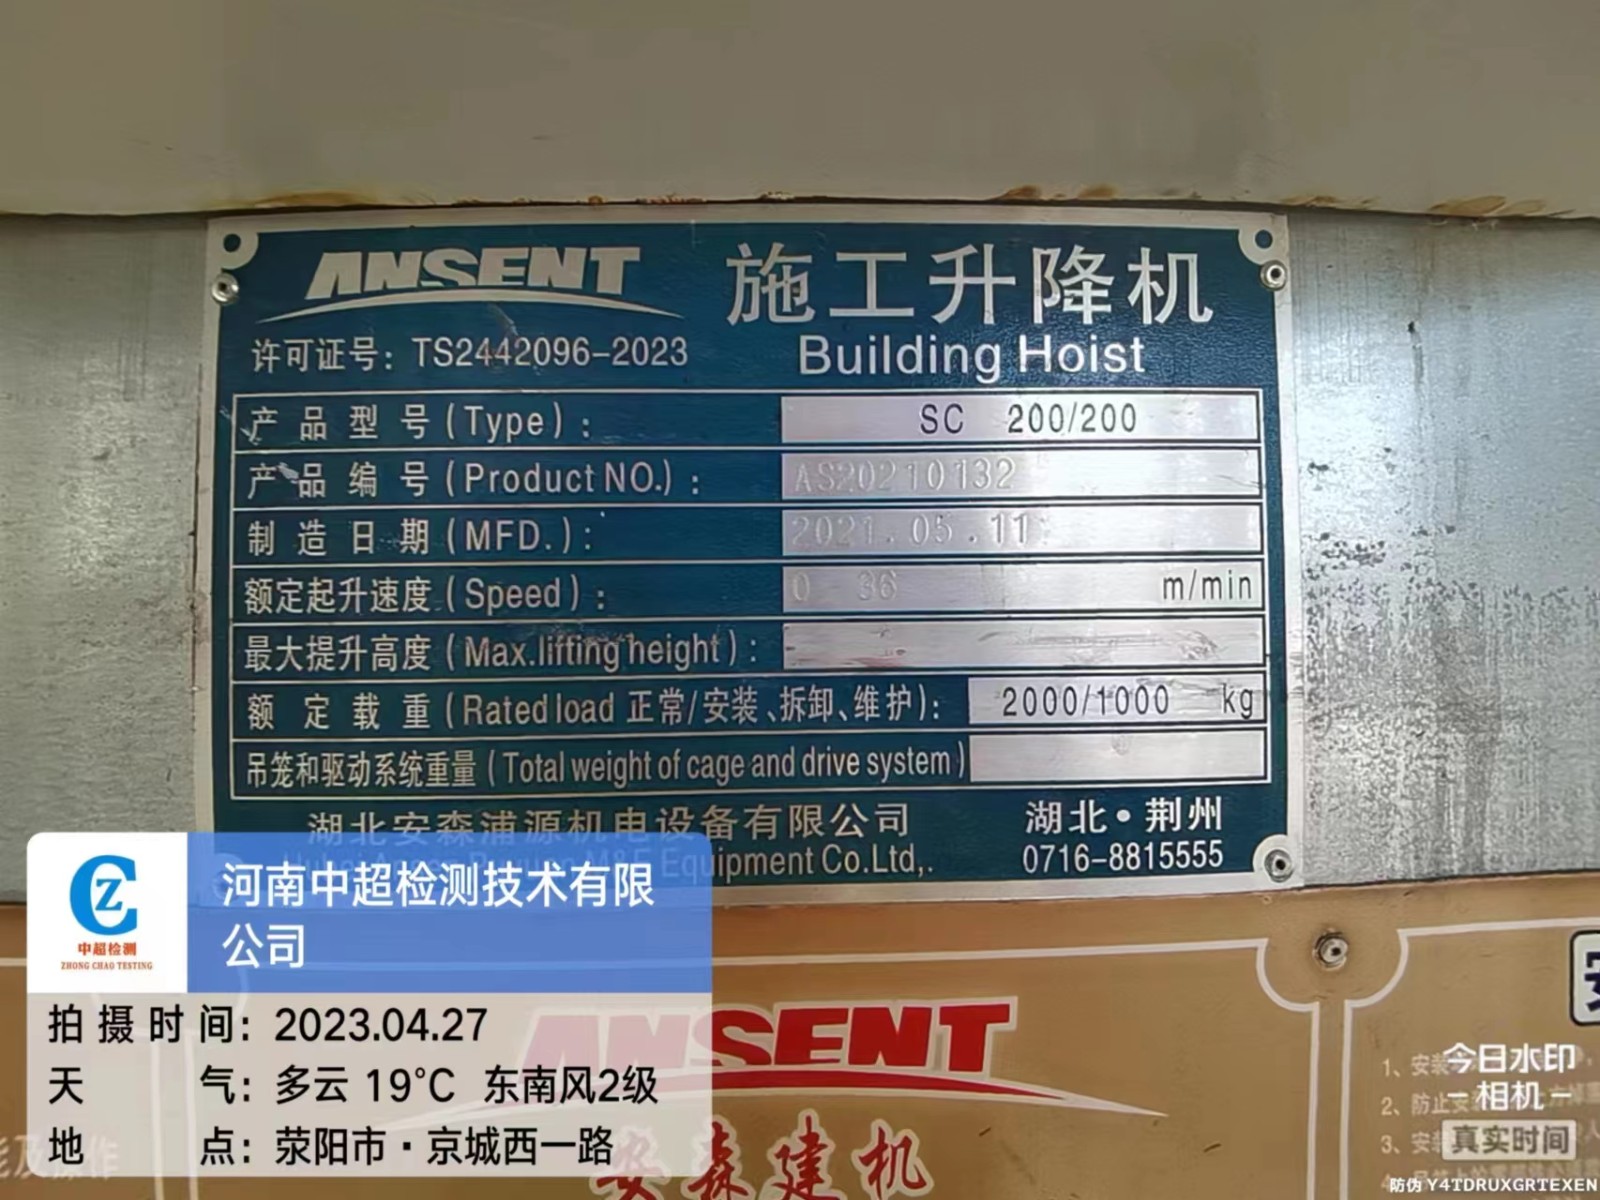 ANSENT
施工升降机
许可证号：TS2442096-2023
Building Hoist
产品型号(Type)： SC 200/200
产品编号(Product NO.)： AS20210132
制造日期(MFD.)： 2021.05.11
额定起升速度(Speed)： 0 36 m/min
最大提升高度(Max.lifting height)：
额定载重(Rated load 正常/安装、拆卸、维护)： 2000/1000 kg
吊笼和驱动系统重量(Total weight of cage and drive system)
湖北安森浦源机电设备有限公司 湖北·荆州
Equipment Co.Ltd,. 0716-8815555
中超检测
ZHONG CHAO TESTING
河南中超检测技术有限
公司
拍摄时间：2023.04.27
天气：多云 19℃ 东南风2级
地点：荥阳市·京城西一路
ANSENT
安森建机
1、安装
2、防止安
3、安
今日水印
相机
真实时间
防伪 Y4TDRUXGRTEXEN